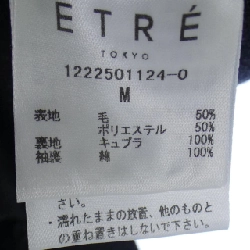 ETRÉ
TOKYO
1222501124-0
M
表地 毛 50%
ポリエステル 50%
裏地 キュプラ 100%
袖裏 綿 100%
さい。
・濡れたままの放置、他のものと
の重ね置きはしないで下さい。